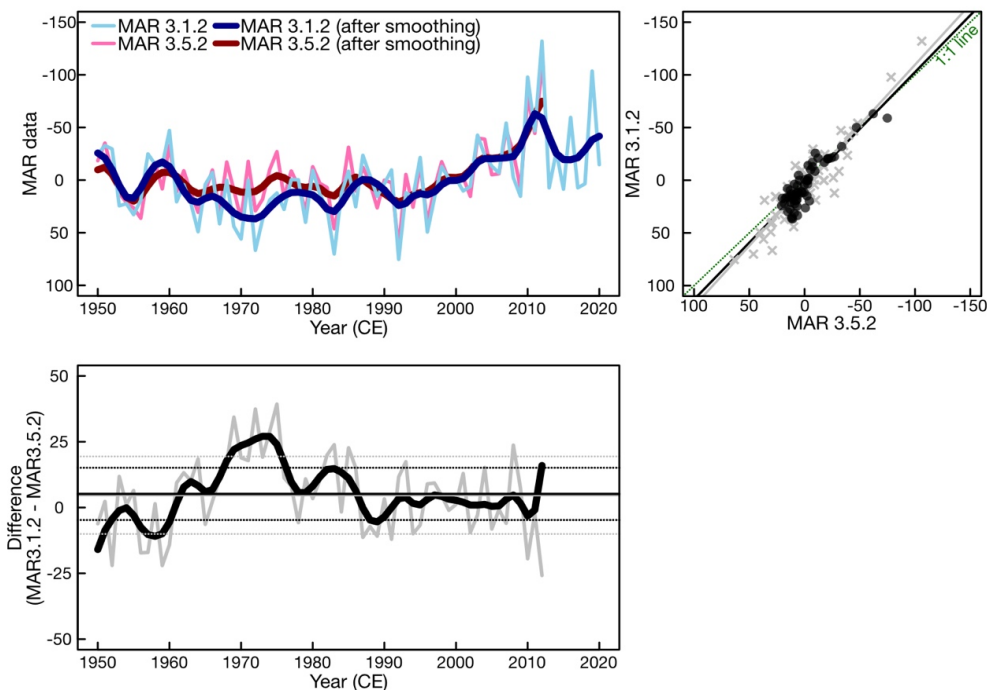 MAR 3.1.2 MAR 3.1.2 (after smoothing)
MAR 3.5.2 MAR 3.5.2 (after smoothing)
MAR data
-150
-100
-50
0
50
100
1950 1960 1970 1980 1990 2000 2010 2020
Year (CE)
MAR 3.1.2
-150
-100
-50
0
50
100
1:1 line
100 50 0 -50 -100 -150
MAR 3.5.2
Difference
(MAR3.1.2 - MAR3.5.2)
50
25
0
-25
-50
1950 1960 1970 1980 1990 2000 2010 2020
Year (CE)